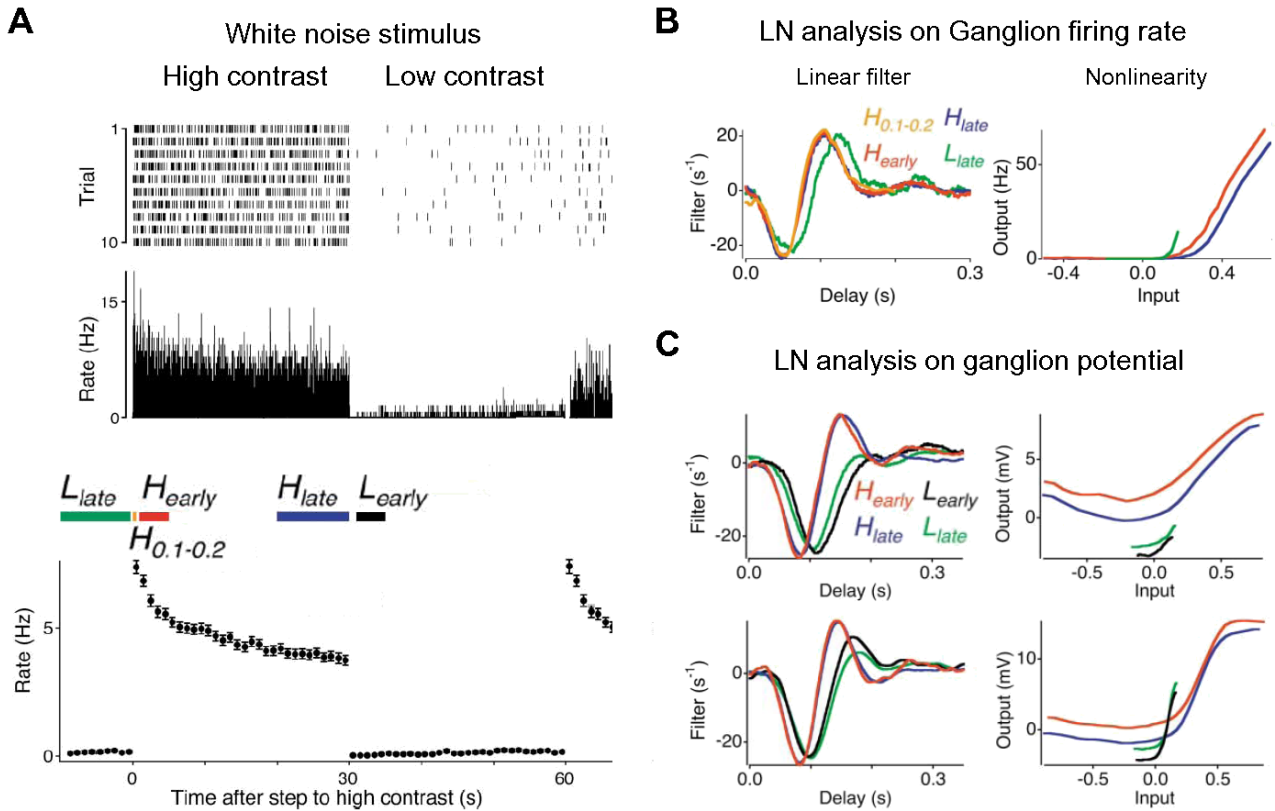 A
White noise stimulus
High contrast Low contrast
1
Trial
10
15
Rate (Hz)
0
L_late H_early H_late L_early
H_0.1-0.2
5
Rate (Hz)
0
0 30 60
Time after step to high contrast (s)
B
LN analysis on Ganglion firing rate
Linear filter Nonlinearity
H_0.1-0.2 H_late
H_early L_late
20
0
-20
Filter (s⁻¹)
0.0 0.3
Delay (s)
50
0
Output (Hz)
-0.4 0.0 0.4
Input
C
LN analysis on ganglion potential
0
-20
Filter (s⁻¹)
H_early L_early
H_late L_late
0.0 0.3
Delay (s)
5
0
Output (mV)
-0.5 0.0 0.5
Input
0
-20
Filter (s⁻¹)
0.0 0.3
Delay (s)
10
0
Output (mV)
-0.5 0.0 0.5
Input